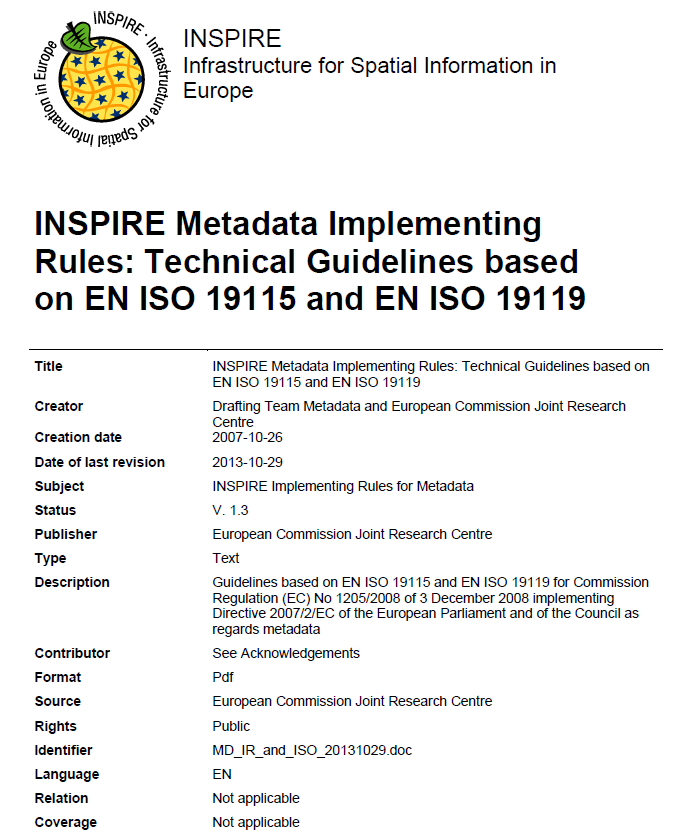 INSPIRE · Infrastructure for Spatial Information in Europe
INSPIRE
Infrastructure for Spatial Information in
Europe
INSPIRE Metadata Implementing
Rules: Technical Guidelines based
on EN ISO 19115 and EN ISO 19119
Title INSPIRE Metadata Implementing Rules: Technical Guidelines based on
EN ISO 19115 and EN ISO 19119
Creator Drafting Team Metadata and European Commission Joint Research
Centre
Creation date 2007-10-26
Date of last revision 2013-10-29
Subject INSPIRE Implementing Rules for Metadata
Status V. 1.3
Publisher European Commission Joint Research Centre
Type Text
Description Guidelines based on EN ISO 19115 and EN ISO 19119 for Commission
Regulation (EC) No 1205/2008 of 3 December 2008 implementing
Directive 2007/2/EC of the European Parliament and of the Council as
regards metadata
Contributor See Acknowledgements
Format Pdf
Source European Commission Joint Research Centre
Rights Public
Identifier MD_IR_and_ISO_20131029.doc
Language EN
Relation Not applicable
Coverage Not applicable